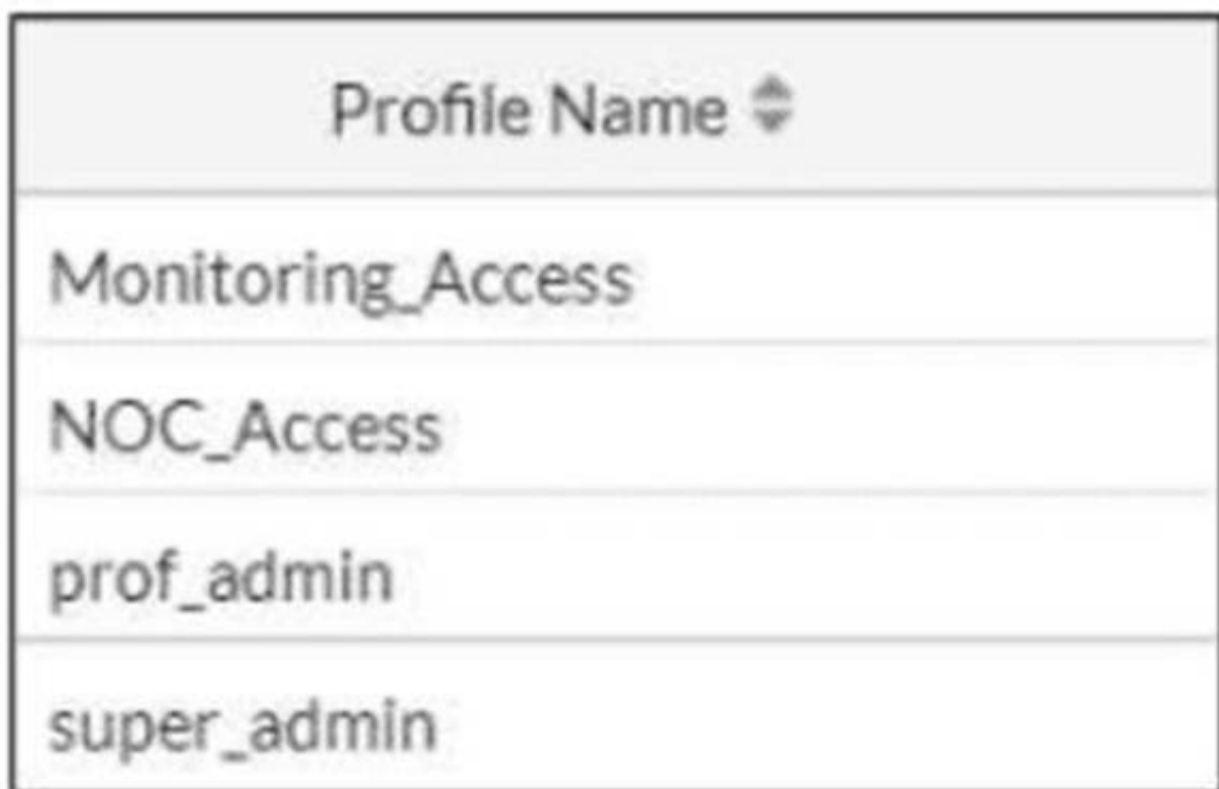 Profile Name
Monitoring_Access
NOC_Access
prof_admin
super_admin